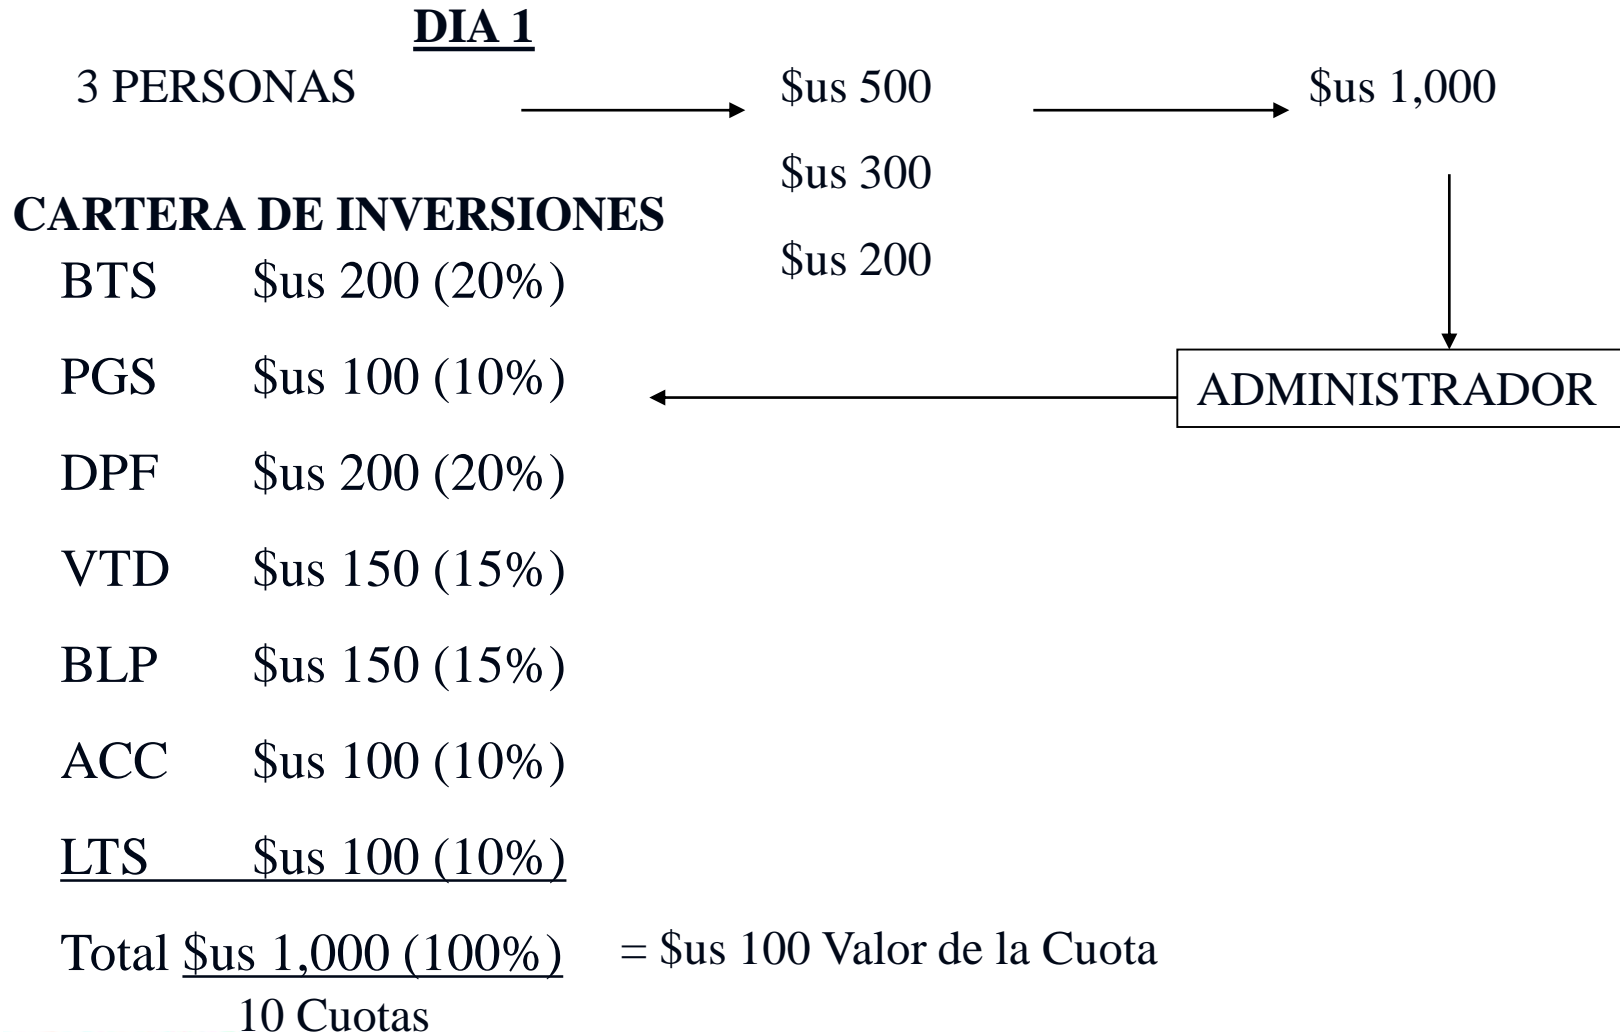 DIA 1
3 PERSONAS
$us 500
$us 1,000
$us 300
$us 200
ADMINISTRADOR
CARTERA DE INVERSIONES
BTS $us 200 (20%)
PGS $us 100 (10%)
DPF $us 200 (20%)
VTD $us 150 (15%)
BLP $us 150 (15%)
ACC $us 100 (10%)
LTS $us 100 (10%)
Total $us 1,000 (100%) = $us 100 Valor de la Cuota
10 Cuotas